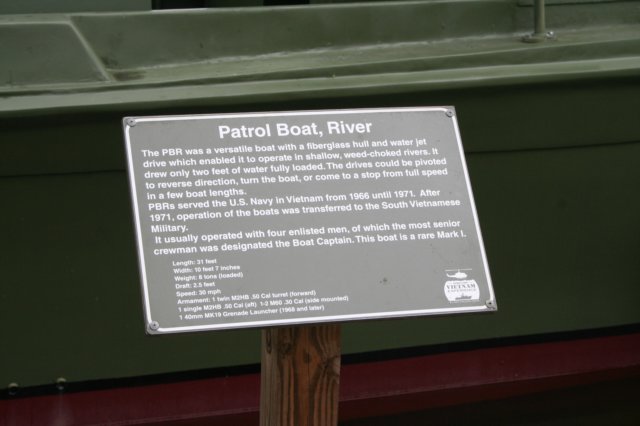 Patrol Boat, River
The PBR was a versatile boat with a fiberglass hull and water jet
drive which enabled it to operate in shallow, weed-choked rivers. It
drew only two feet of water fully loaded. The drives could be pivoted
to reverse direction, turn the boat, or come to a stop from full speed
in a few boat lengths.
PBRs served the U.S. Navy in Vietnam from 1966 until 1971. After
1971, operation of the boats was transferred to the South Vietnamese
Military.
It usually operated with four enlisted men, of which the most senior
crewman was designated the Boat Captain. This boat is a rare Mark I.
Length: 31 feet
Width: 10 feet 7 inches
Weight: 8 tons (loaded)
Draft: 2.5 feet
Speed: 30 mph
Armament: 1 twin M2HB .50 Cal turret (forward)
1 single M2HB .50 Cal (aft) 1-2 M60 .30 Cal (side mounted)
1 40mm MK19 Grenade Launcher (1968 and later)
VIETNAM
EXPERIENCE